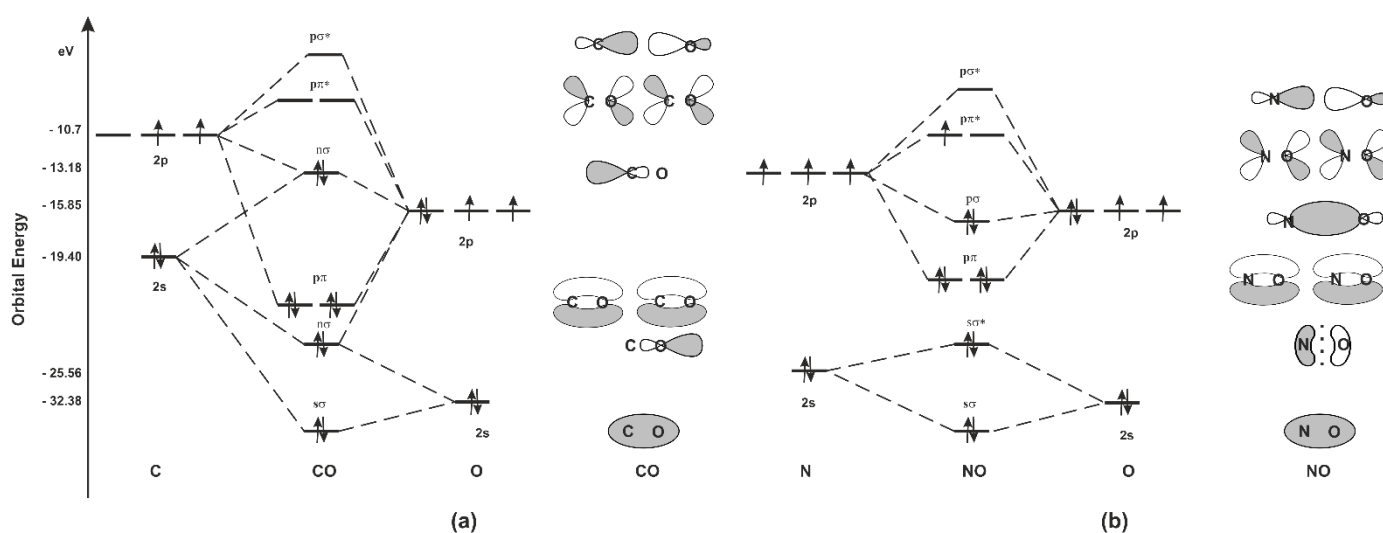 eV
Orbital Energy
- 10.7
- 13.18
- 15.85
- 19.40
- 25.56
- 32.38
2p
2s
C
pσ*
pπ*
nσ
pπ
nσ
sσ
CO
2p
2s
O
C O
C O C O
C O
C O C O
C O
C O
CO
(a)
2p
2s
N
pσ*
pπ*
pσ
pπ
sσ*
sσ
NO
2p
2s
O
N O
N O N O
N O
N O N O
N O
N O
NO
(b)